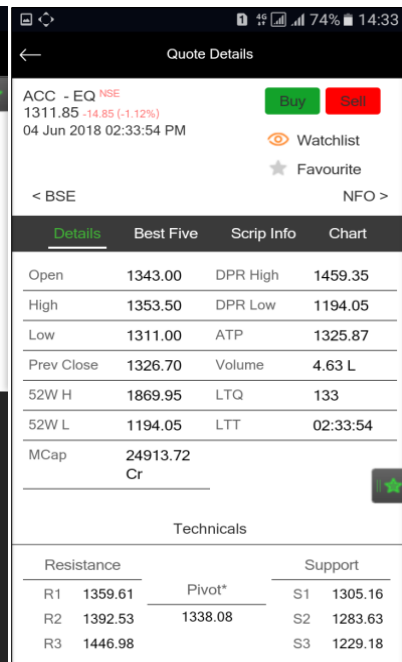 1 4G 74% 14:33
Quote Details
ACC - EQ NSE
1311.85 -14.85 (-1.12%)
04 Jun 2018 02:33:54 PM
Buy Sell
Watchlist
Favourite
< BSE NFO >
Details Best Five Scrip Info Chart
Open 1343.00 DPR High 1459.35
High 1353.50 DPR Low 1194.05
Low 1311.00 ATP 1325.87
Prev Close 1326.70 Volume 4.63 L
52W H 1869.95 LTQ 133
52W L 1194.05 LTT 02:33:54
MCap 24913.72
Cr
Technicals
Resistance Pivot* Support
R1 1359.61 1338.08 S1 1305.16
R2 1392.53 S2 1283.63
R3 1446.98 S3 1229.18